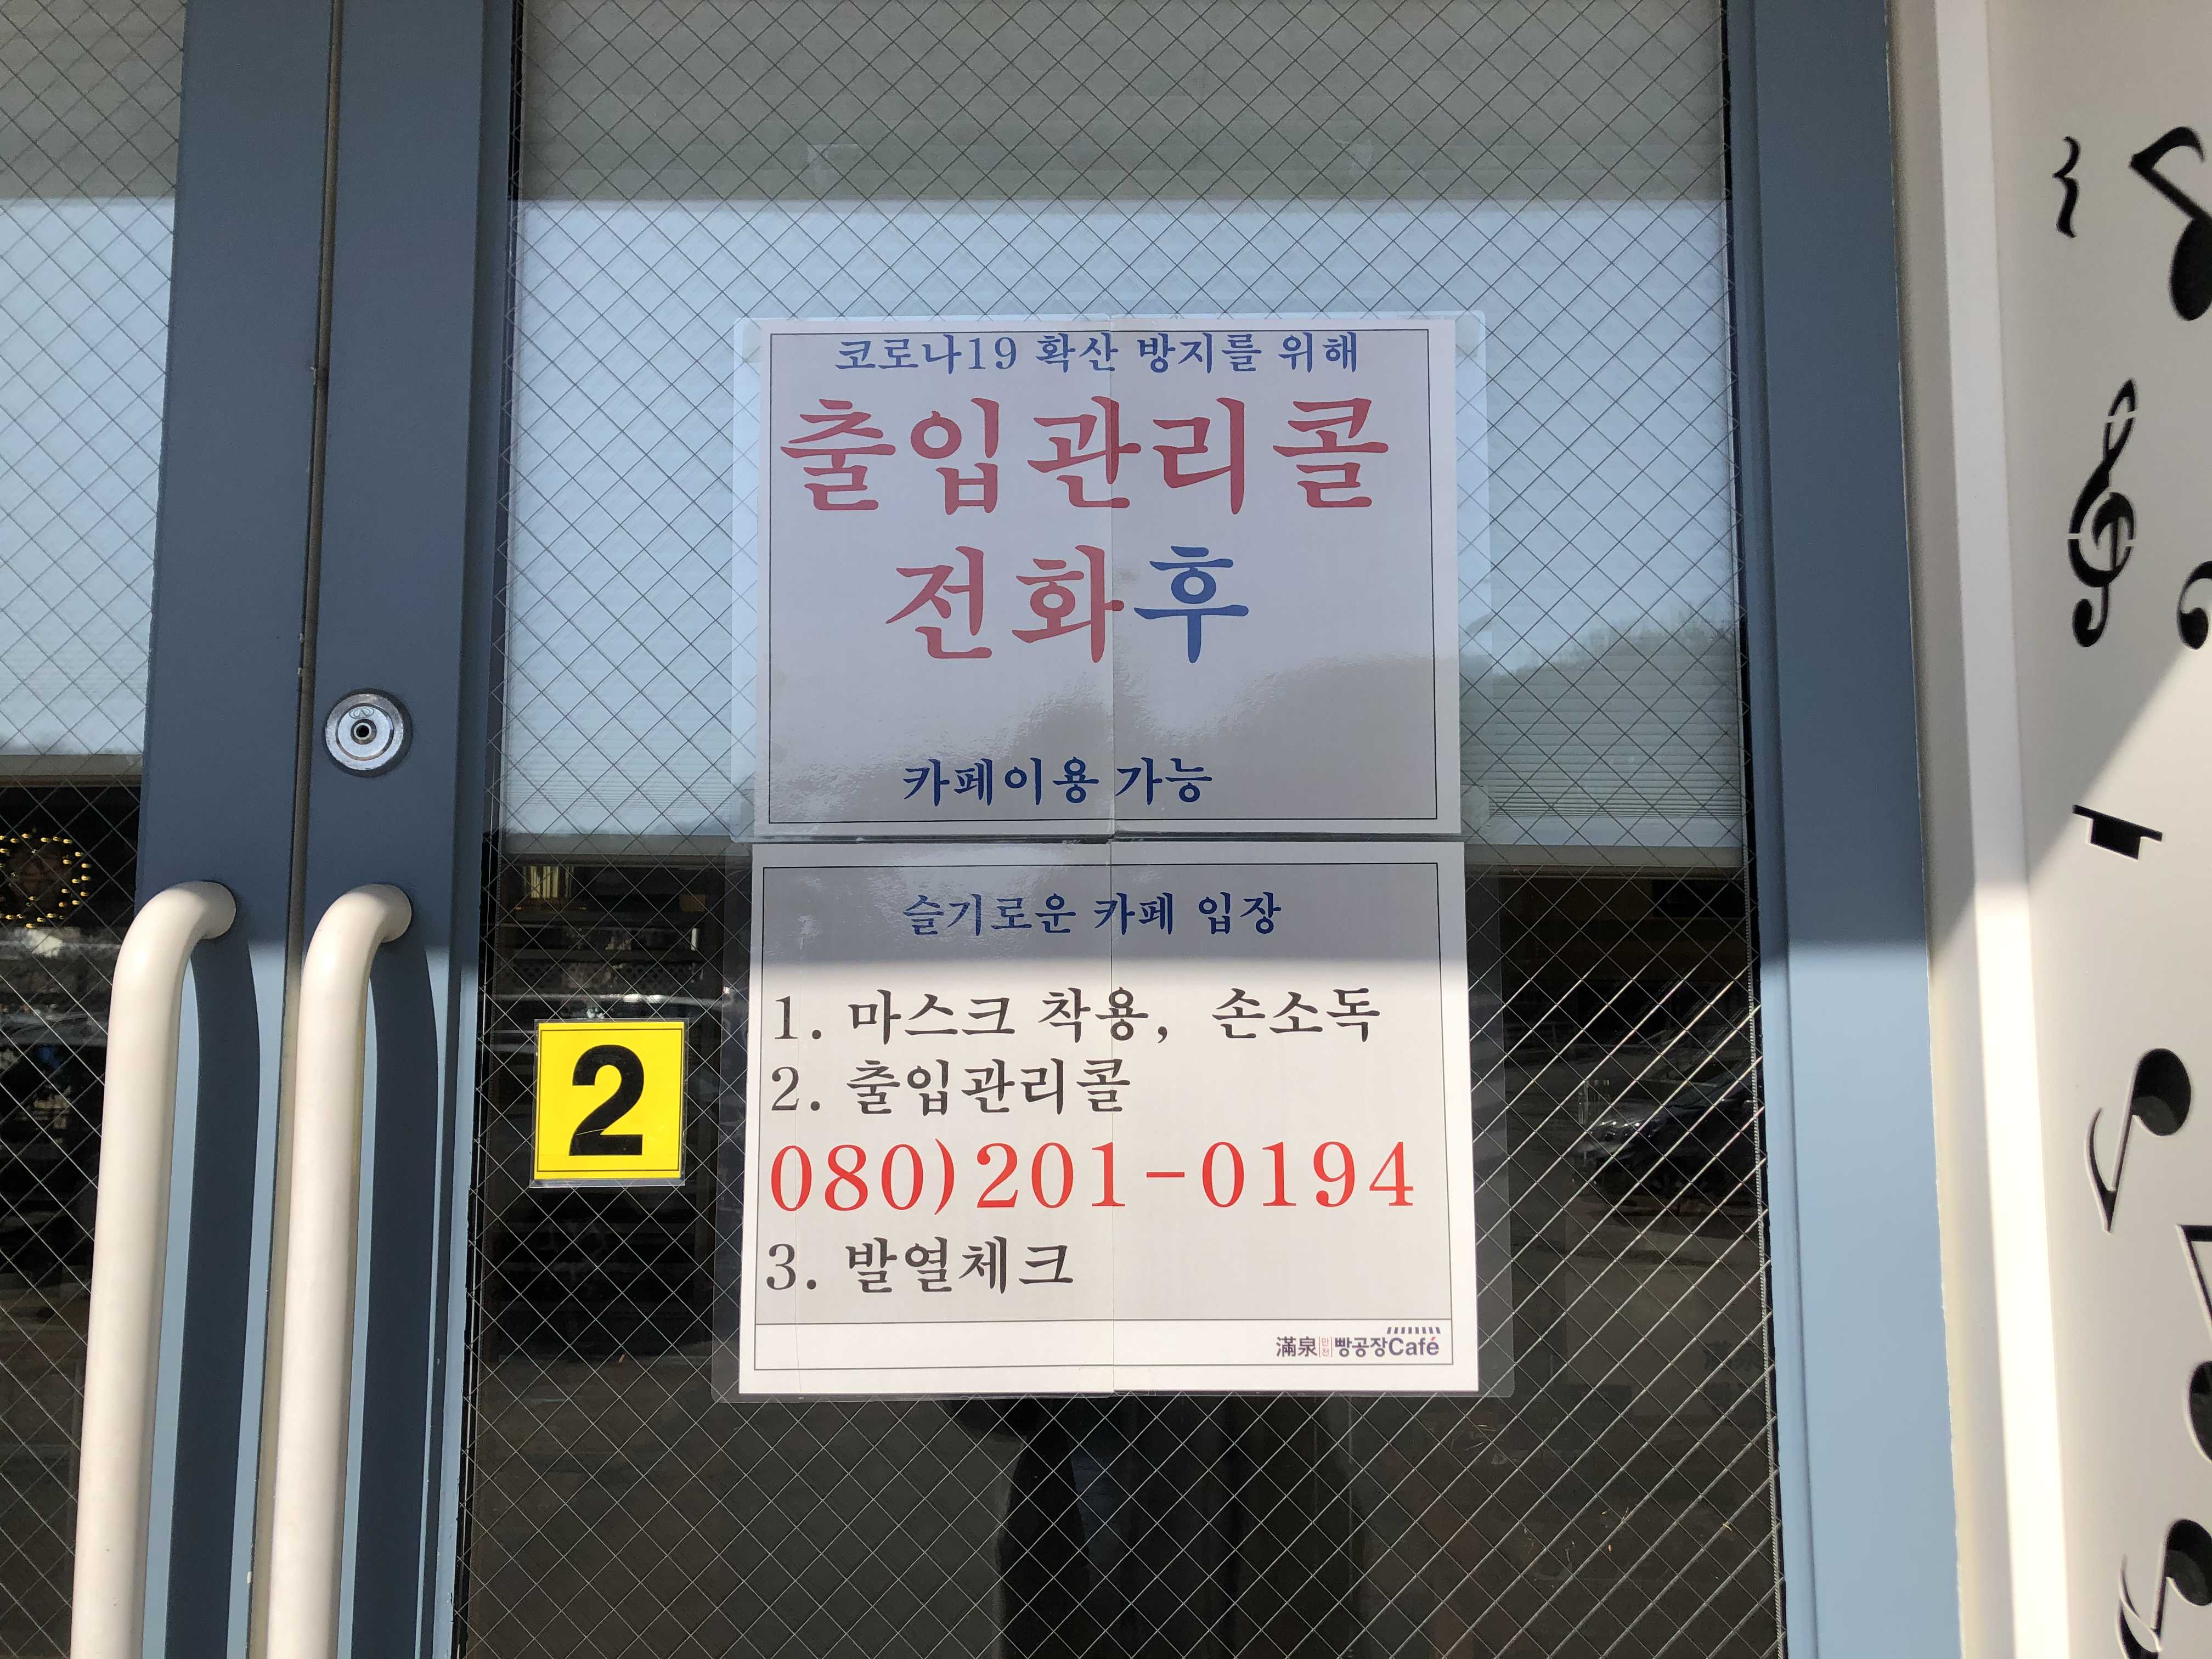 코로나19 확산 방지를 위해
출입관리콜
전화후
카페이용 가능
슬기로운 카페 입장
1. 마스크 착용, 손소독
2. 출입관리콜
080)201-0194
3. 발열체크
滿泉 만천 빵공장Café
2